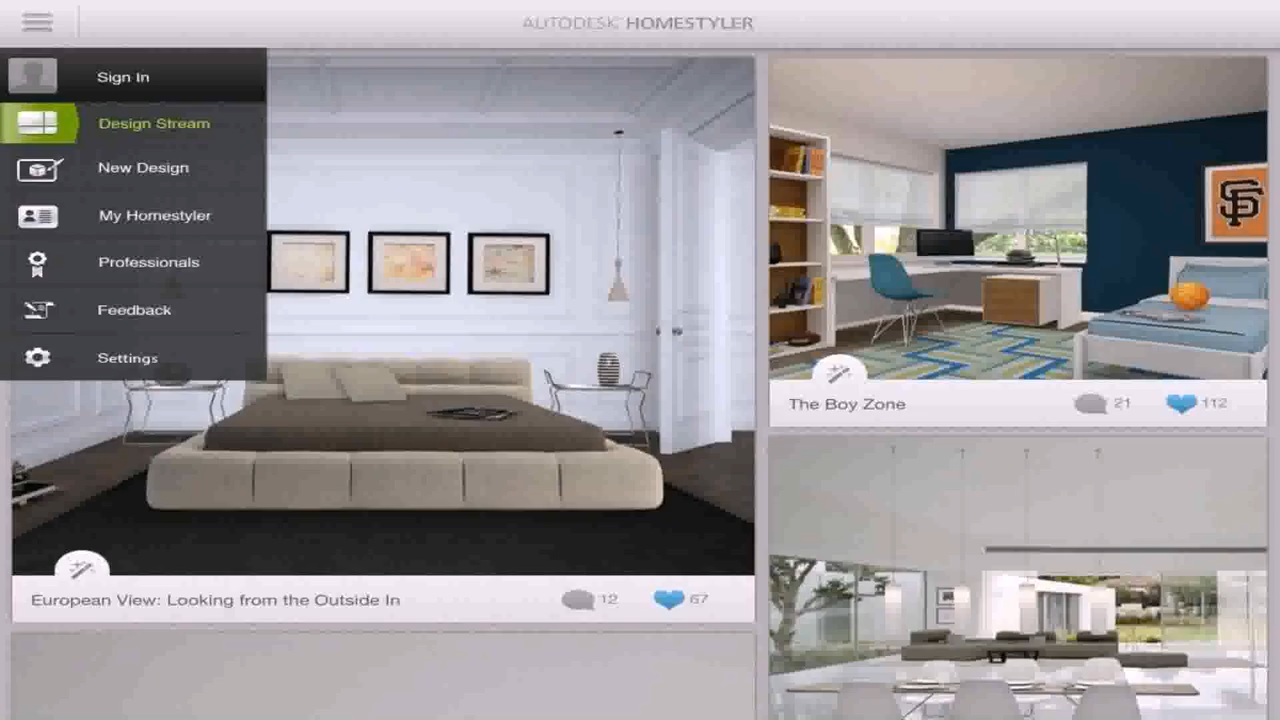 AUTODESK HOMESTYLER
Sign In
Design Stream
New Design
My Homestyler
Professionals
Feedback
Settings
SF
The Boy Zone
21
112
European View: Looking from the Outside In
12
67